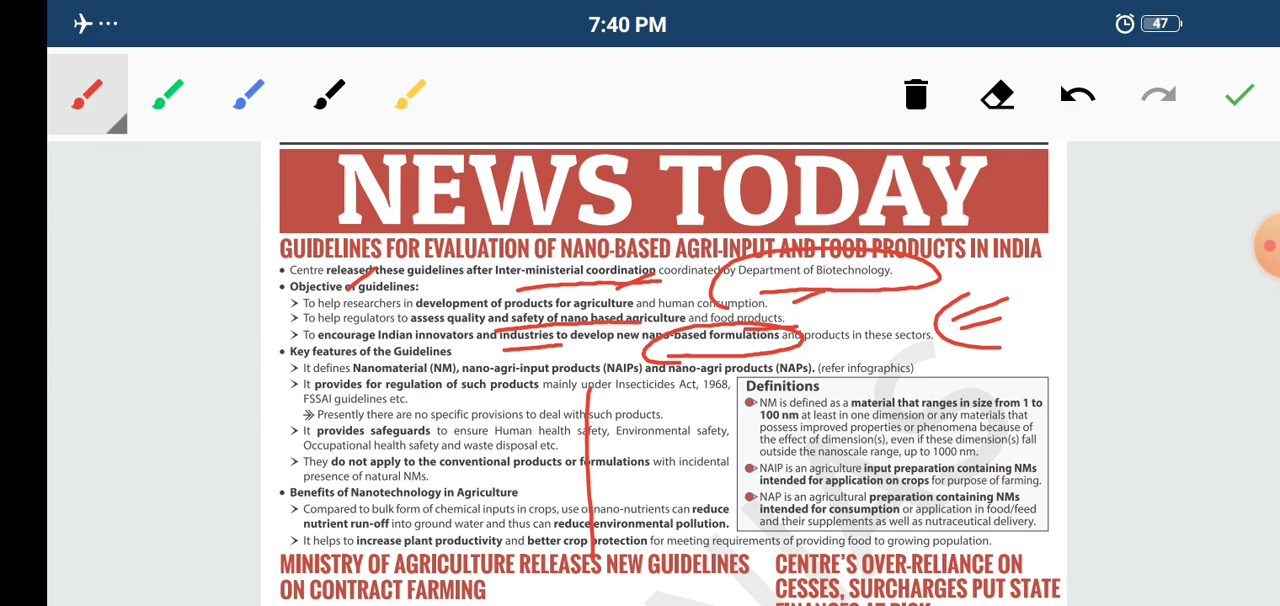 7:40 PM
47
NEWS TODAY
GUIDELINES FOR EVALUATION OF NANO-BASED AGRI-INPUT AND FOOD PRODUCTS IN INDIA
• Centre released these guidelines after Inter-ministerial coordination coordinated by Department of Biotechnology.
• Objective of guidelines:
➢ To help researchers in development of products for agriculture and human consumption.
➢ To help regulators to assess quality and safety of nano based agriculture and food products.
➢ To encourage Indian innovators and industries to develop new nano-based formulations and products in these sectors.
• Key features of the Guidelines
➢ It defines Nanomaterial (NM), nano-agri-input products (NAIPs) and nano-agri products (NAPs). (refer infographics)
➢ It provides for regulation of such products mainly under Insecticides Act, 1968,
FSSAI guidelines etc.
Presently there are no specific provisions to deal with such products.
➢ It provides safeguards to ensure Human health safety, Environmental safety,
Occupational health safety and waste disposal etc.
➢ They do not apply to the conventional products or formulations with incidental
presence of natural NMs.
• Benefits of Nanotechnology in Agriculture
➢ Compared to bulk form of chemical inputs in crops, use of nano-nutrients can reduce
nutrient run-off into ground water and thus can reduce environmental pollution.
➢ It helps to increase plant productivity and better crop protection for meeting requirements of providing food to growing population.
Definitions
NM is defined as a material that ranges in size from 1 to
100 nm at least in one dimension or any materials that
possess improved properties or phenomena because of
the effect of dimension(s), even if these dimension(s) fall
outside the nanoscale range, up to 1000 nm.
NAIP is an agriculture input preparation containing NMs
intended for application on crops for purpose of farming.
NAP is an agricultural preparation containing NMs
intended for consumption or application in food/feed
and their supplements as well as nutraceutical delivery.
MINISTRY OF AGRICULTURE RELEASES NEW GUIDELINES
ON CONTRACT FARMING
CENTRE'S OVER-RELIANCE ON
CESSES, SURCHARGES PUT STATE
FINANCES AT RISK